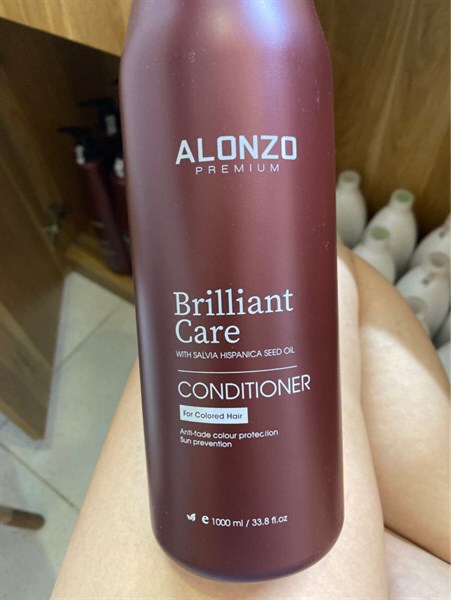 ALONZO
PREMIUM
Brilliant
Care
WITH SALVIA HISPANICA SEED OIL
CONDITIONER
For Colored Hair
Anti-fade colour protection
Sun prevention
e 1000 ml / 33.8 fl.oz